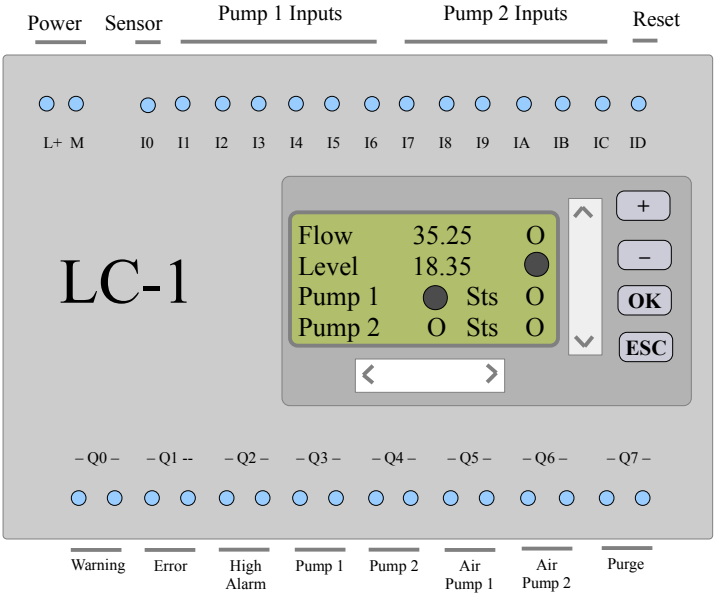 Power Sensor Pump 1 Inputs Pump 2 Inputs Reset
L+ M I0 I1 I2 I3 I4 I5 I6 I7 I8 I9 IA IB IC ID
LC-1
Flow 35.25 O
Level 18.35
Pump 1 Sts O
Pump 2 O Sts O
+
–
OK
ESC
– Q0 – – Q1 -- – Q2 – – Q3 – – Q4 – – Q5 – – Q6 – – Q7 –
Warning Error High Pump 1 Pump 2 Air Air Purge
Alarm Pump 1 Pump 2